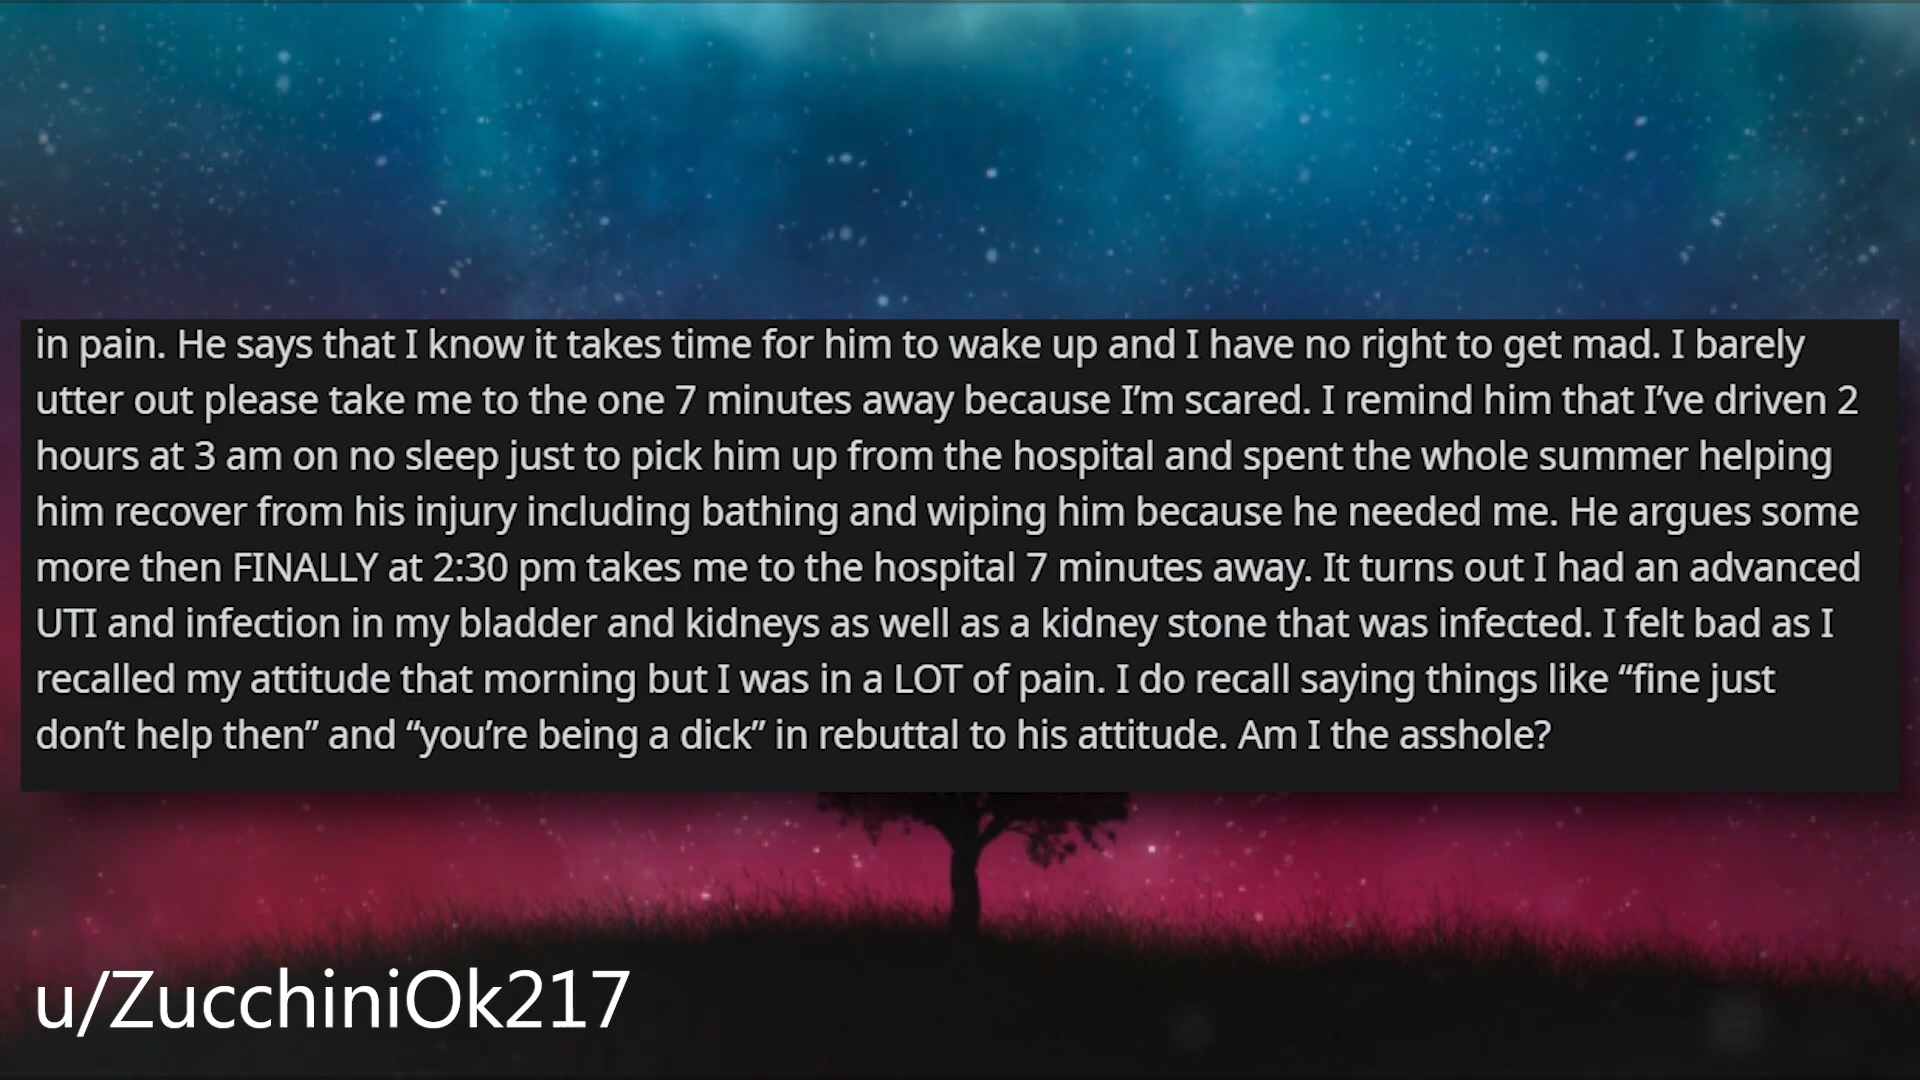 in pain. He says that I know it takes time for him to wake up and I have no right to get mad. I barely
utter out please take me to the one 7 minutes away because I’m scared. I remind him that I’ve driven 2
hours at 3 am on no sleep just to pick him up from the hospital and spent the whole summer helping
him recover from his injury including bathing and wiping him because he needed me. He argues some
more then FINALLY at 2:30 pm takes me to the hospital 7 minutes away. It turns out I had an advanced
UTI and infection in my bladder and kidneys as well as a kidney stone that was infected. I felt bad as I
recalled my attitude that morning but I was in a LOT of pain. I do recall saying things like “fine just
don’t help then” and “you’re being a dick” in rebuttal to his attitude. Am I the asshole?
u/ZucchiniOk217